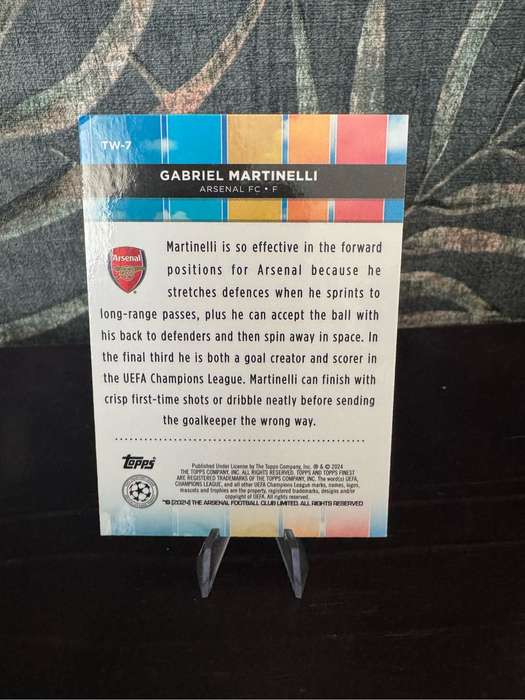 TW-7
GABRIEL MARTINELLI
ARSENAL FC • F
Arsenal
Martinelli is so effective in the forward
positions for Arsenal because he
stretches defences when he sprints to
long-range passes, plus he can accept the ball with
his back to defenders and then spin away in space. In
the final third he is both a goal creator and scorer in
the UEFA Champions League. Martinelli can finish with
crisp first-time shots or dribble neatly before sending
the goalkeeper the wrong way.
Topps
Published Under License by The Topps Company, Inc. ® & © 2024
THE TOPPS COMPANY, INC. ALL RIGHTS RESERVED. TOPPS AND TOPPS FINEST
ARE REGISTERED TRADEMARKS OF THE TOPPS COMPANY, INC. The word(s) UEFA,
CHAMPIONS LEAGUE, and all other UEFA Champions League marks, names, logos,
mascots and trophies are the property, registered trademarks, designs and/or
copyright of UEFA. All rights reserved.
THE ARSENAL FOOTBALL CLUB LIMITED. ALL RIGHTS RESERVED